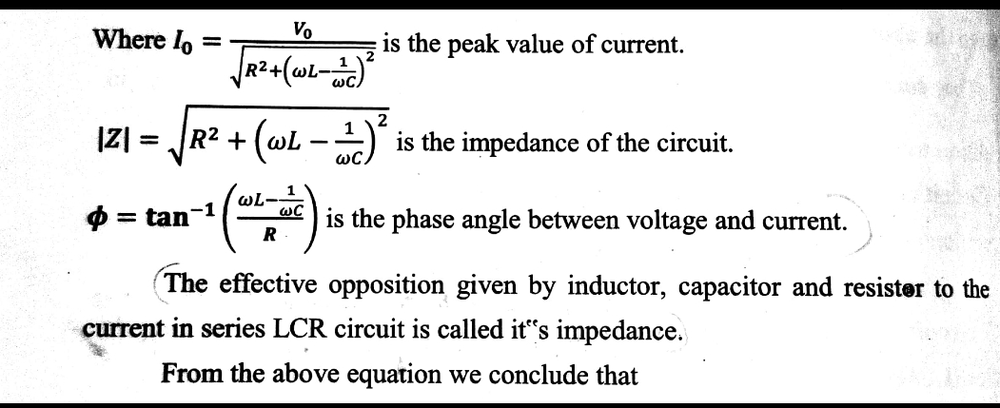 Where I₀ = V₀ / √(R²+(ωL−1/ωC)²) is the peak value of current.
|Z| = √(R² + (ωL − 1/ωC)²) is the impedance of the circuit.
ϕ = tan⁻¹((ωL−1/ωC)/R) is the phase angle between voltage and current.
The effective opposition given by inductor, capacitor and resistor to the
current in series LCR circuit is called it‟s impedance.
From the above equation we conclude that